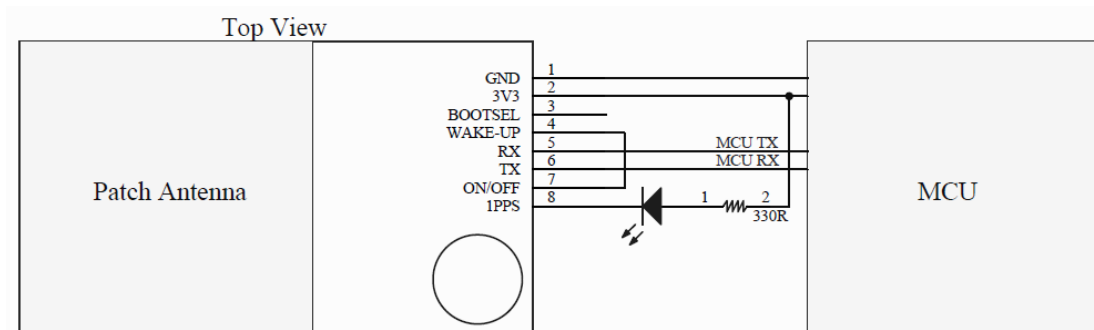 Top View
GND 1
3V3 2
BOOTSEL 3
WAKE-UP 4
RX 5 MCU TX
TX 6 MCU RX
ON/OFF 7
1PPS 8 1 2
330R
Patch Antenna
MCU